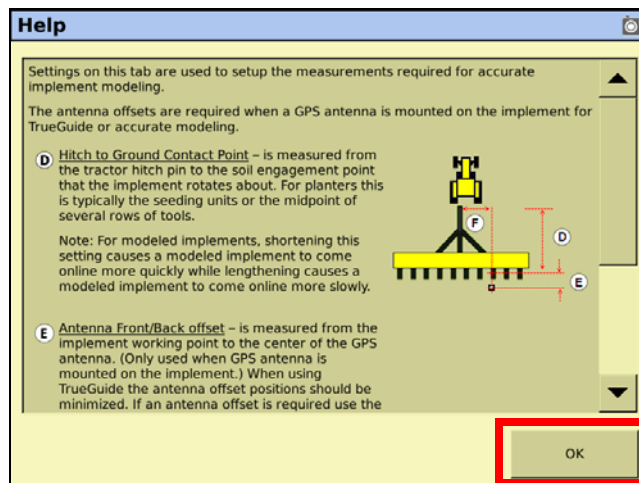 Help
Settings on this tab are used to setup the measurements required for accurate
implement modeling.
The antenna offsets are required when a GPS antenna is mounted on the implement for
TrueGuide or accurate modeling.
D Hitch to Ground Contact Point – is measured from
the tractor hitch pin to the soil engagement point
that the implement rotates about. For planters this
is typically the seeding units or the midpoint of
several rows of tools.
Note: For modeled implements, shortening this
setting causes a modeled implement to come
online more quickly while lengthening causes a
modeled implement to come online more slowly.
F
D
E
E Antenna Front/Back offset – is measured from the
implement working point to the center of the GPS
antenna. (Only used when GPS antenna is
mounted on the implement.) When using
TrueGuide the antenna offset positions should be
minimized. If an antenna offset is required use the
OK